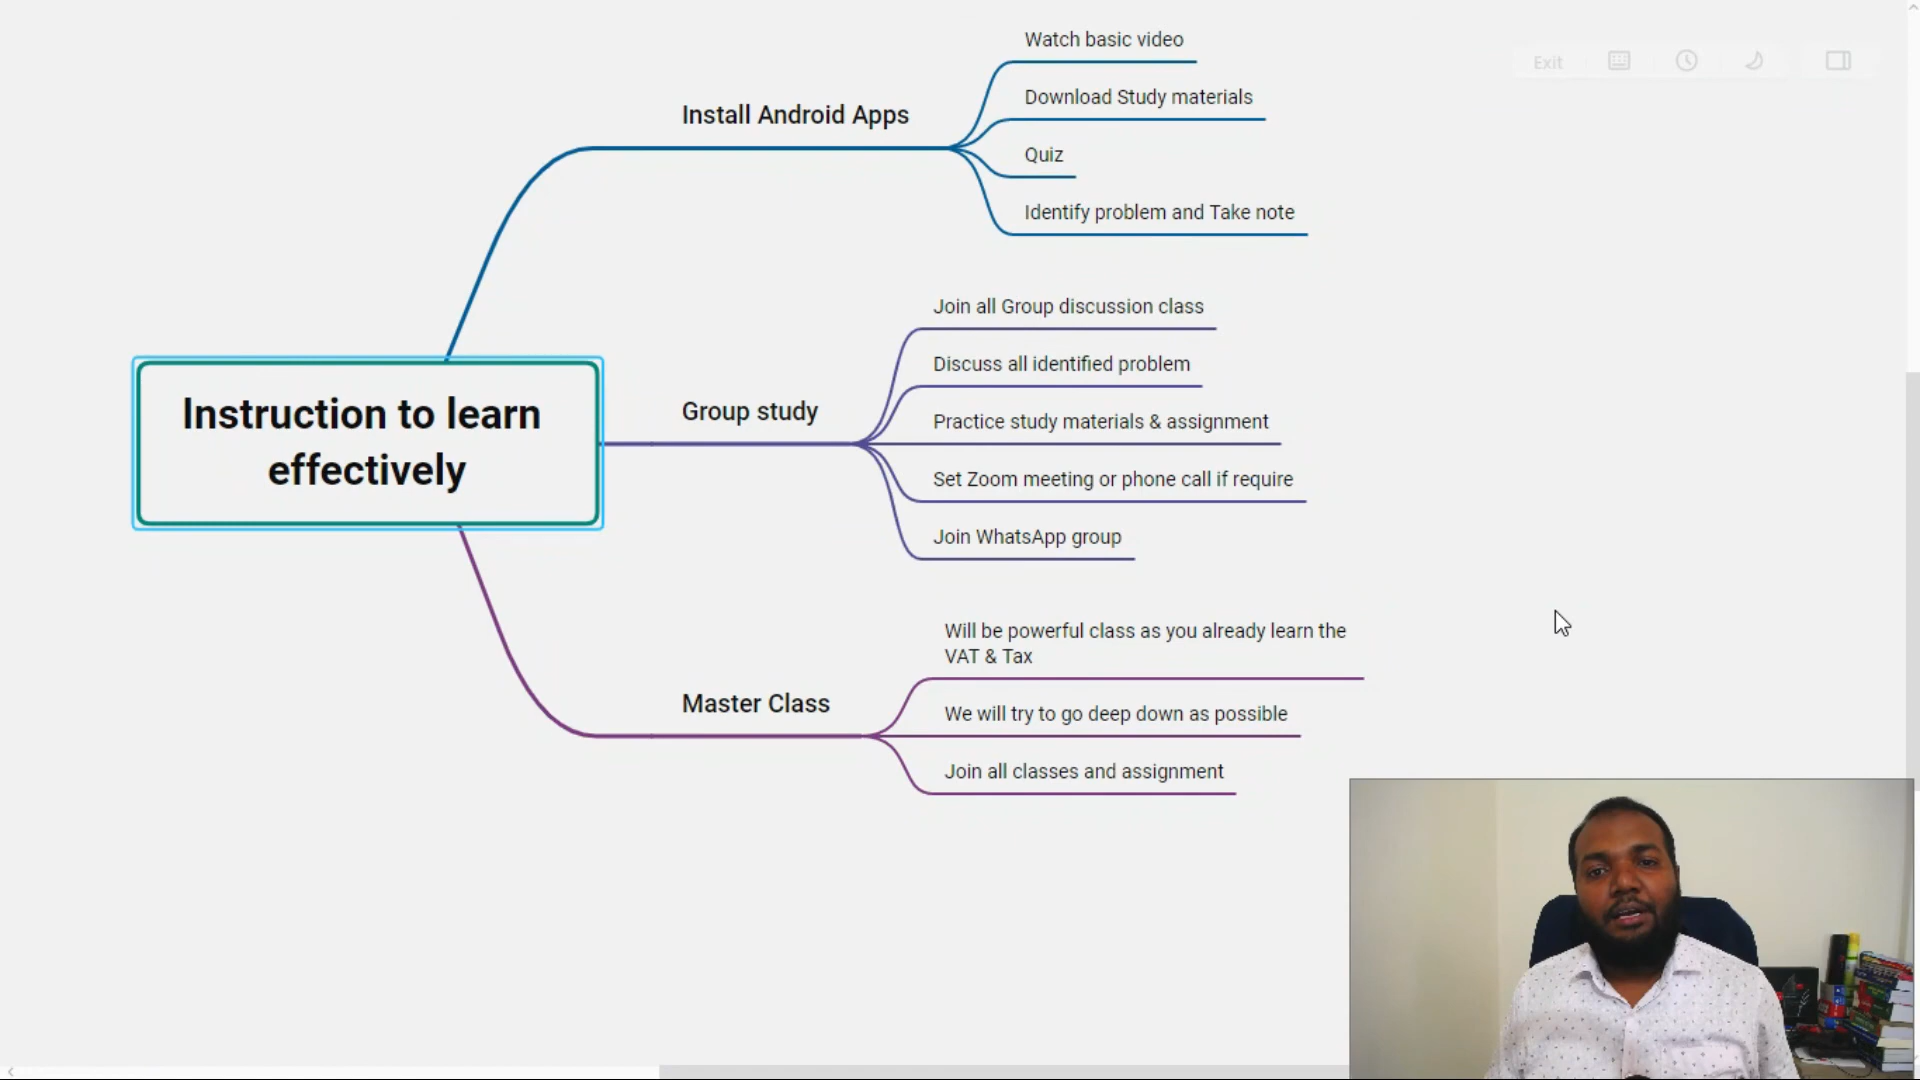 Watch basic video
Exit
Download Study materials
Install Android Apps
Quiz
Identify problem and Take note
Join all Group discussion class
Discuss all identified problem
Instruction to learn
effectively
Group study
Practice study materials & assignment
Set Zoom meeting or phone call if require
Join WhatsApp group
Will be powerful class as you already learn the
VAT & Tax
Master Class
We will try to go deep down as possible
Join all classes and assignment